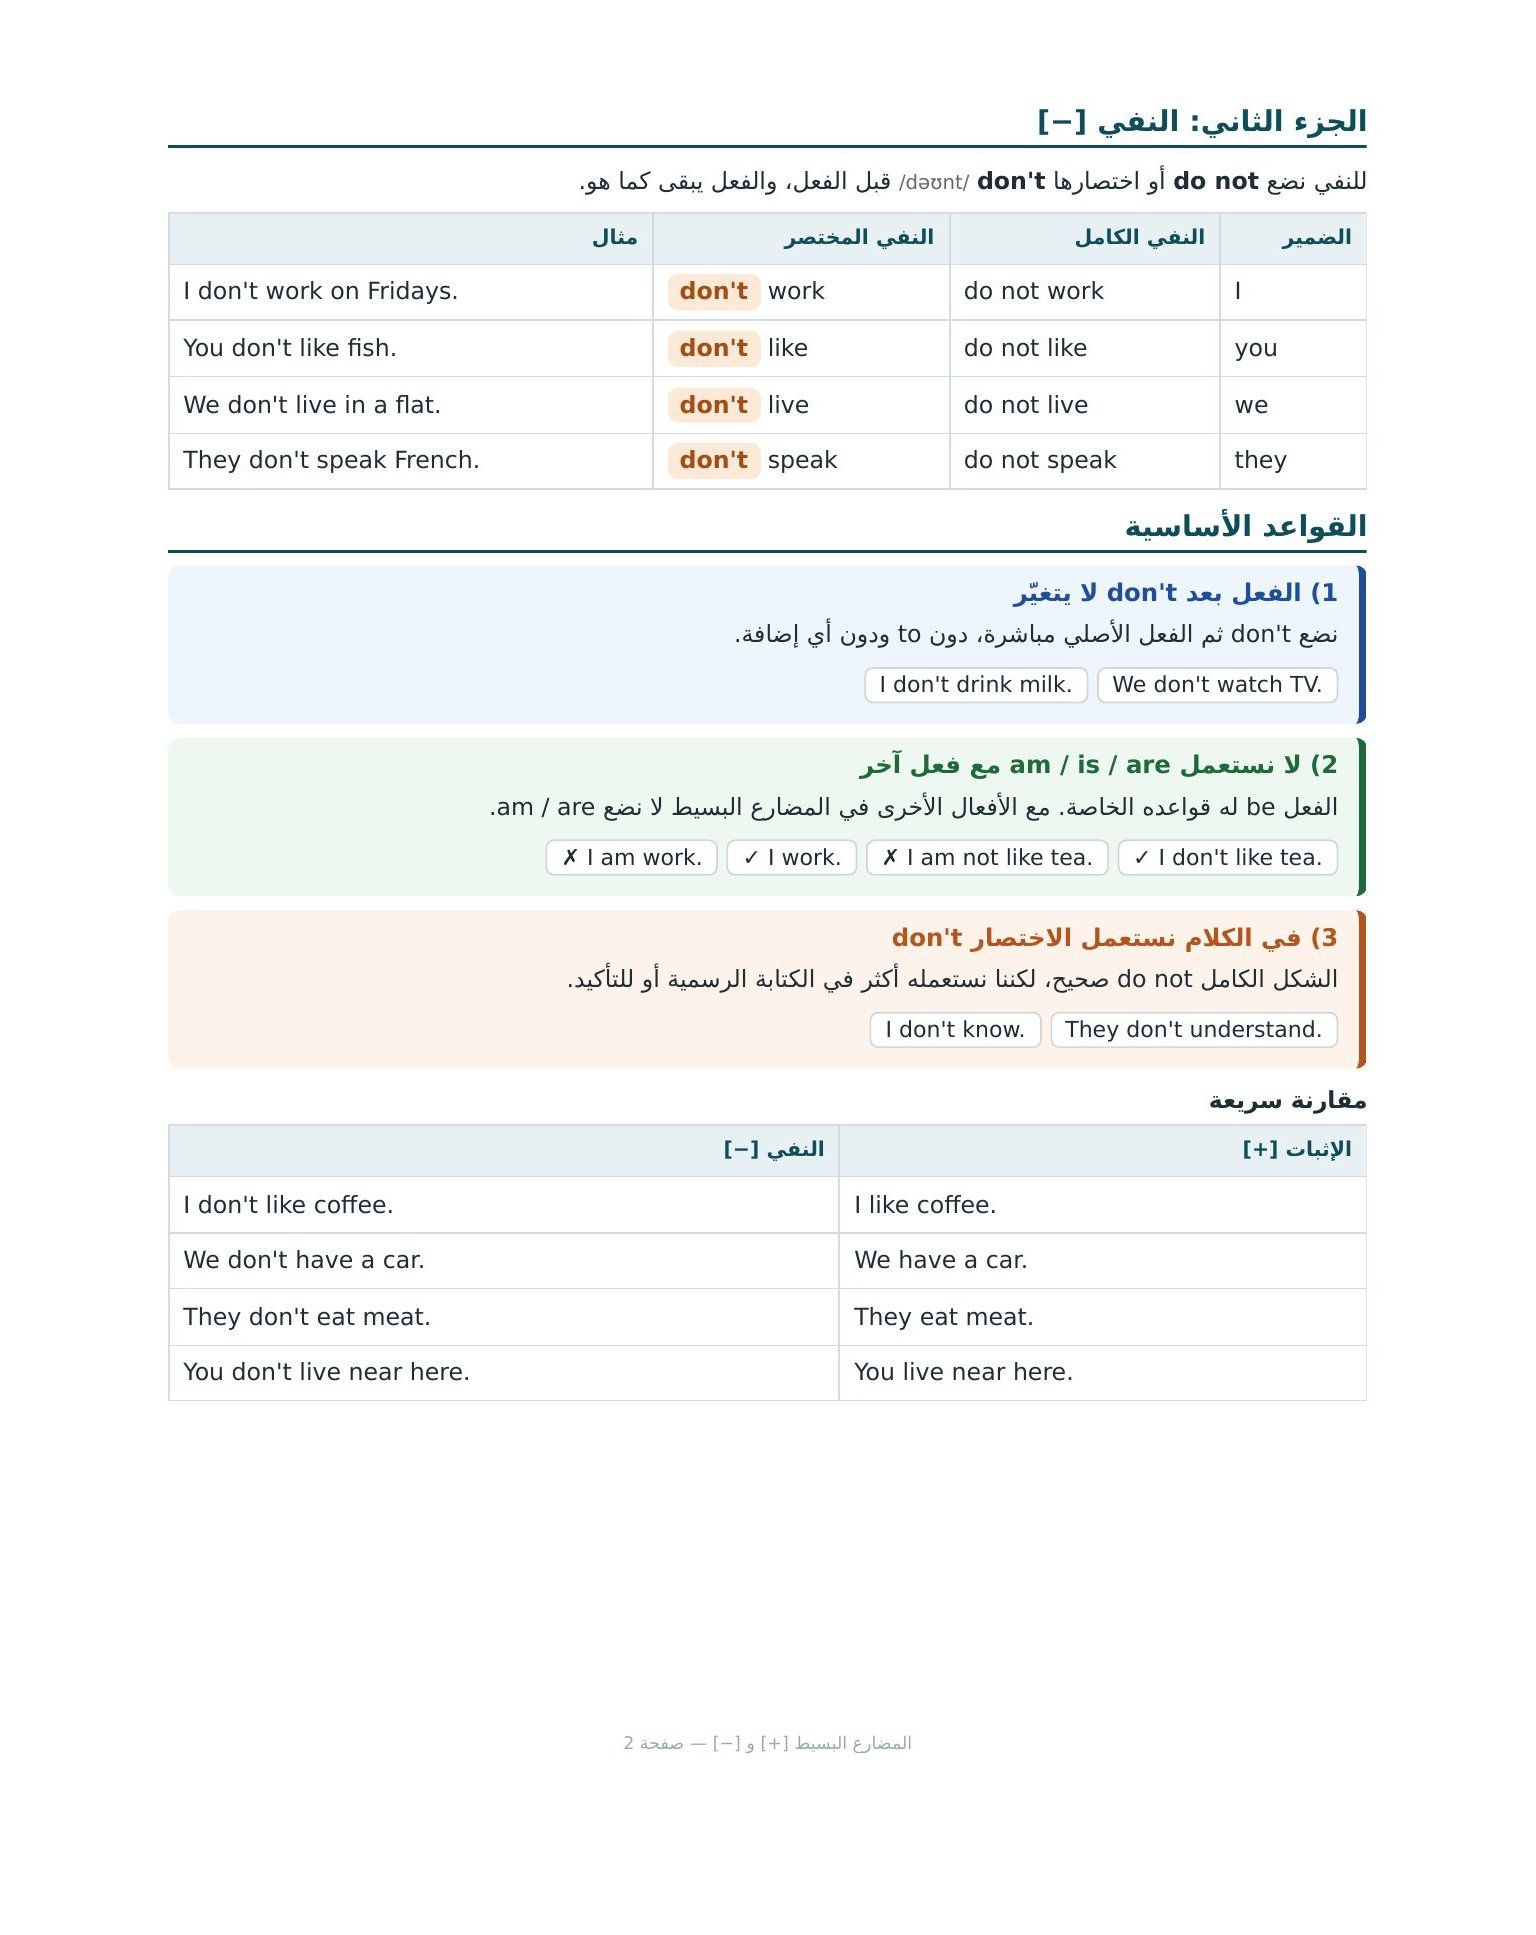 الجزء الثاني: النفي [−]
للنفي نضع do not أو اختصارها don't /dəʊnt/ قبل الفعل، والفعل يبقى كما هو.
الضمير النفي الكامل النفي المختصر مثال
I do not work don't work I don't work on Fridays.
you do not like don't like You don't like fish.
we do not live don't live We don't live in a flat.
they do not speak don't speak They don't speak French.
القواعد الأساسية
1) الفعل بعد don't لا يتغيّر
نضع don't ثم الفعل الأصلي مباشرة، دون to ودون أي إضافة.
We don't watch TV. I don't drink milk.
2) لا نستعمل am / is / are مع فعل آخر
الفعل be له قواعده الخاصة. مع الأفعال الأخرى في المضارع البسيط لا نضع am / are.
✓ I don't like tea. ✗ I am not like tea. ✓ I work. ✗ I am work.
3) في الكلام نستعمل الاختصار don't
الشكل الكامل do not صحيح، لكننا نستعمله أكثر في الكتابة الرسمية أو للتأكيد.
They don't understand. I don't know.
مقارنة سريعة
الإثبات [+] النفي [−]
I like coffee. I don't like coffee.
We have a car. We don't have a car.
They eat meat. They don't eat meat.
You live near here. You don't live near here.
المضارع البسيط [+] و [−] — صفحة 2